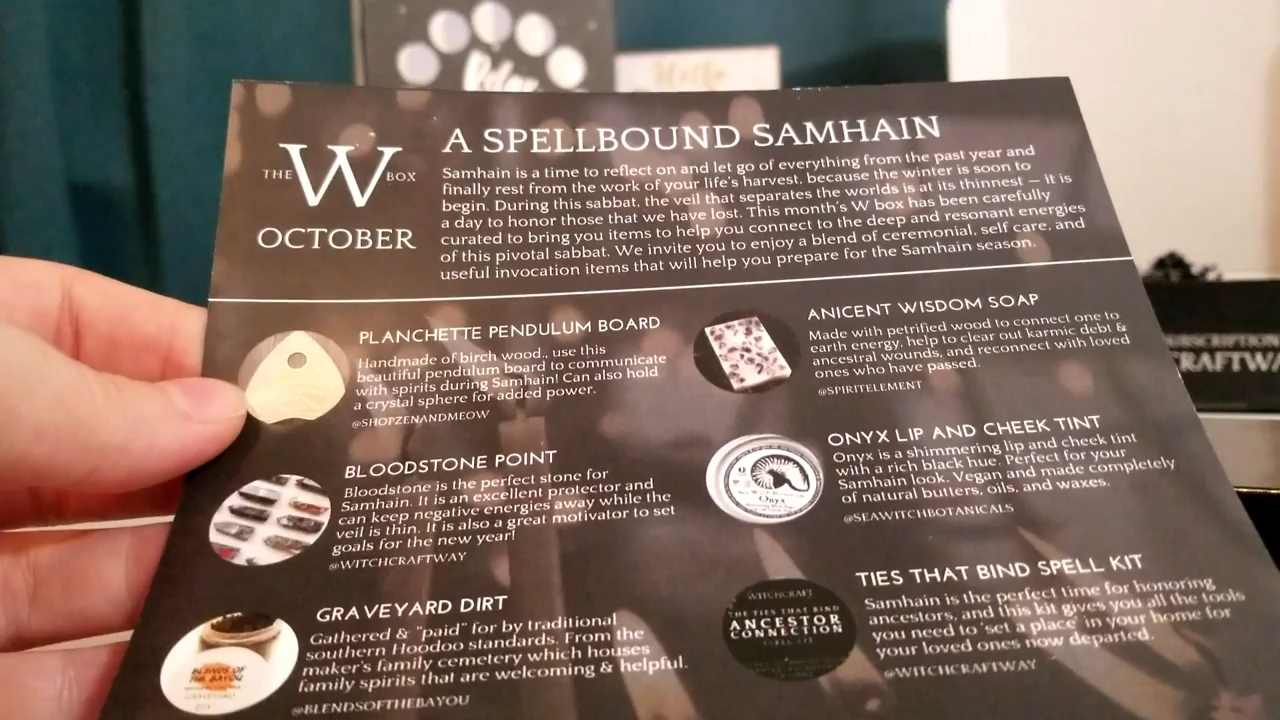 Relax
Hello
THE W BOX
OCTOBER
A SPELLBOUND SAMHAIN
Samhain is a time to reflect on and let go of everything from the past year and
finally rest from the work of your life's harvest, because the winter is soon to
begin. During this sabbat, the veil that separates the worlds is at its thinnest — it is
a day to honor those that we have lost. This month's W box has been carefully
curated to bring you items to help you connect to the deep and resonant energies
of this pivotal sabbat. We invite you to enjoy a blend of ceremonial, self care, and
useful invocation items that will help you prepare for the Samhain season.
PLANCHETTE PENDULUM BOARD
Handmade of birch wood,, use this
beautiful pendulum board to communicate
with spirits during Samhain! Can also hold
a crystal sphere for added power.
@SHOPZENANDMEOW
BLOODSTONE POINT
Bloodstone is the perfect stone for
Samhain. It is an excellent protector and
can keep negative energies away while the
veil is thin. It is also a great motivator to set
goals for the new year!
@WITCHCRAFTWAY
GRAVEYARD DIRT
Gathered & "paid" for by traditional
southern Hoodoo standards. From the
maker's family cemetery which houses
family spirits that are welcoming & helpful.
@BLENDSOFTHEBAYOU
BLENDS OF
THE BAYOU
GRAVEYARD
ANICENT WISDOM SOAP
Made with petrified wood to connect one to
earth energy, help to clear out karmic debt &
ancestral wounds, and reconnect with loved
ones who have passed.
@SPIRITELEMENT
ONYX LIP AND CHEEK TINT
Onyx is a shimmering lip and cheek tint
with a rich black hue. Perfect for your
Samhain look. Vegan and made completely
of natural butters, oils, and waxes.
@SEAWITCHBOTANICALS
Onyx
TIES THAT BIND SPELL KIT
Samhain is the perfect time for honoring
ancestors, and this kit gives you all the tools
you need to 'set a place' in your home for
your loved ones now departed.
@WITCHCRAFTWAY
WITCHCRAFT
THE TIES THAT BIND
ANCESTOR
CONNECTION
SPELL KIT
SUBSCRIPTION
CRAFTWA